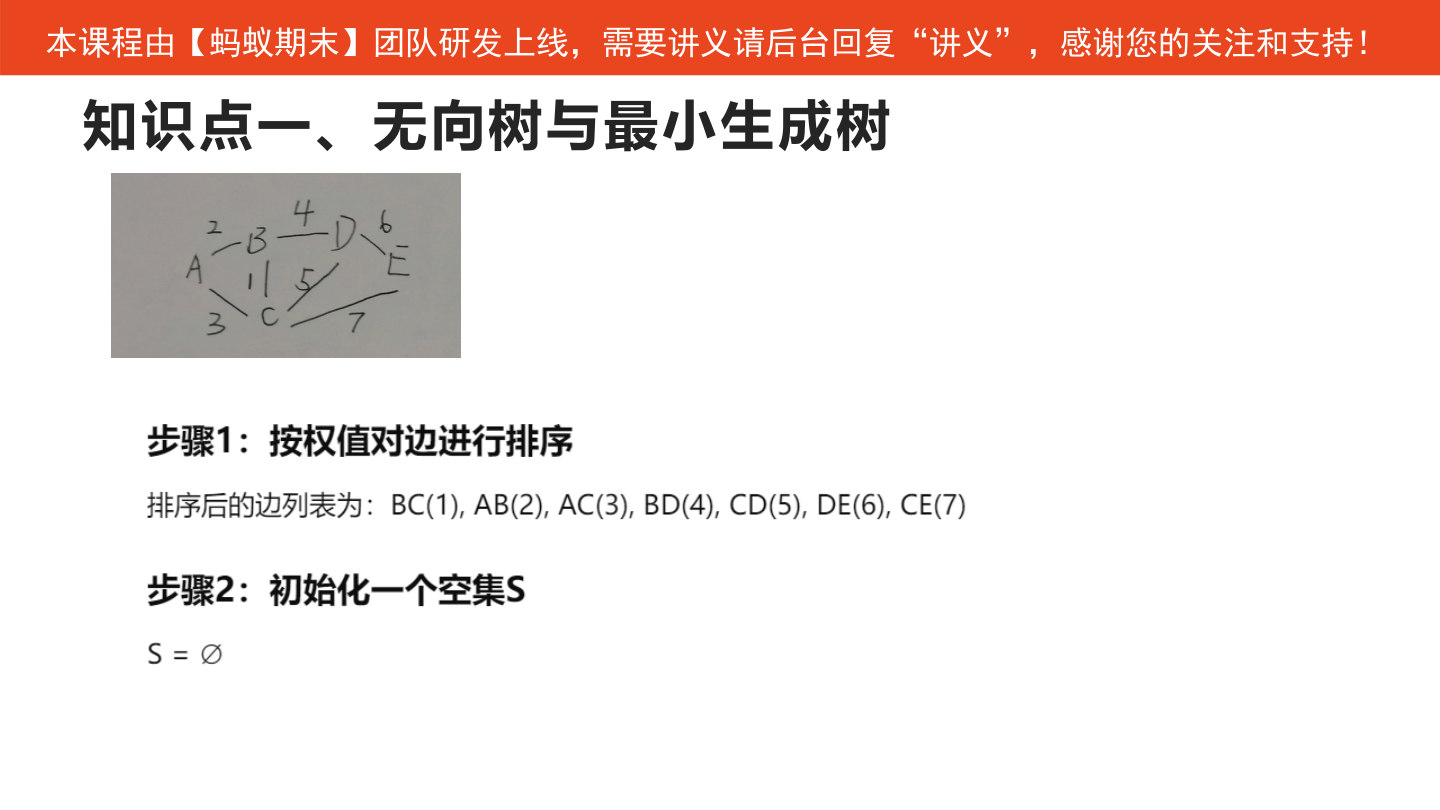 本课程由【蚂蚁期末】团队研发上线，需要讲义请后台回复“讲义”，感谢您的关注和支持！
知识点一、无向树与最小生成树
2 B 4 D 6
A 1 5 E
3 C 7
步骤1：按权值对边进行排序
排序后的边列表为：BC(1), AB(2), AC(3), BD(4), CD(5), DE(6), CE(7)
步骤2：初始化一个空集S
S = ∅